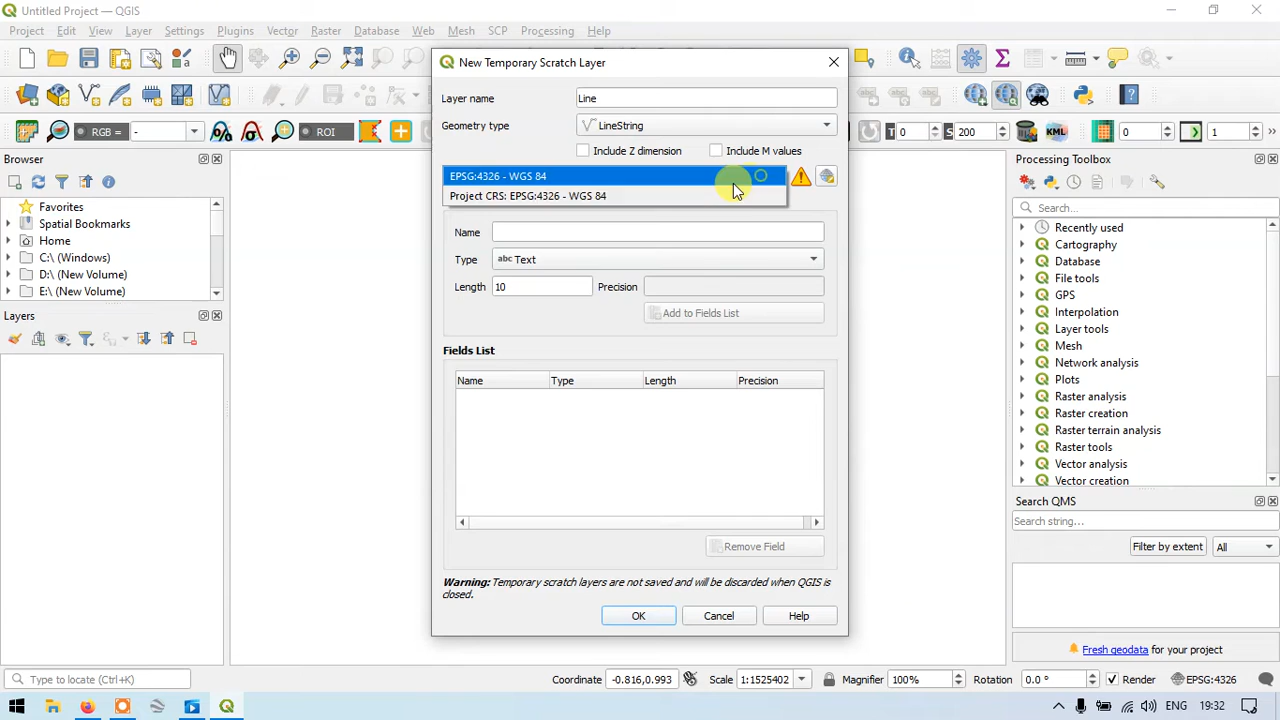 Untitled Project — QGIS
Project Edit View Layer Settings Plugins Vector Raster Database Web Mesh SCP Processing
RGB = -
ROI
T 0
S 200
KML
0
1
Browser
Favorites
Spatial Bookmarks
Home
C:\ (Windows)
D:\ (New Volume)
E:\ (New Volume)
Layers
New Temporary Scratch Layer
Layer name Line
Geometry type LineString
Include Z dimension Include M values
EPSG:4326 - WGS 84
Project CRS: EPSG:4326 - WGS 84
Name
Type abc Text
Length 10 Precision
Add to Fields List
Fields List
Name Type Length Precision
Remove Field
Warning: Temporary scratch layers are not saved and will be discarded when QGIS is
closed.
OK Cancel Help
Processing Toolbox
Search...
Recently used
Cartography
Database
File tools
GPS
Interpolation
Layer tools
Mesh
Network analysis
Plots
Raster analysis
Raster creation
Raster terrain analysis
Raster tools
Vector analysis
Vector creation
Search QMS
Search string...
Filter by extent All
Fresh geodata for your project
Type to locate (Ctrl+K) Coordinate -0.816,0.993 Scale 1:1525402 Magnifier 100% Rotation 0.0 ° Render EPSG:4326
ENG 19:32